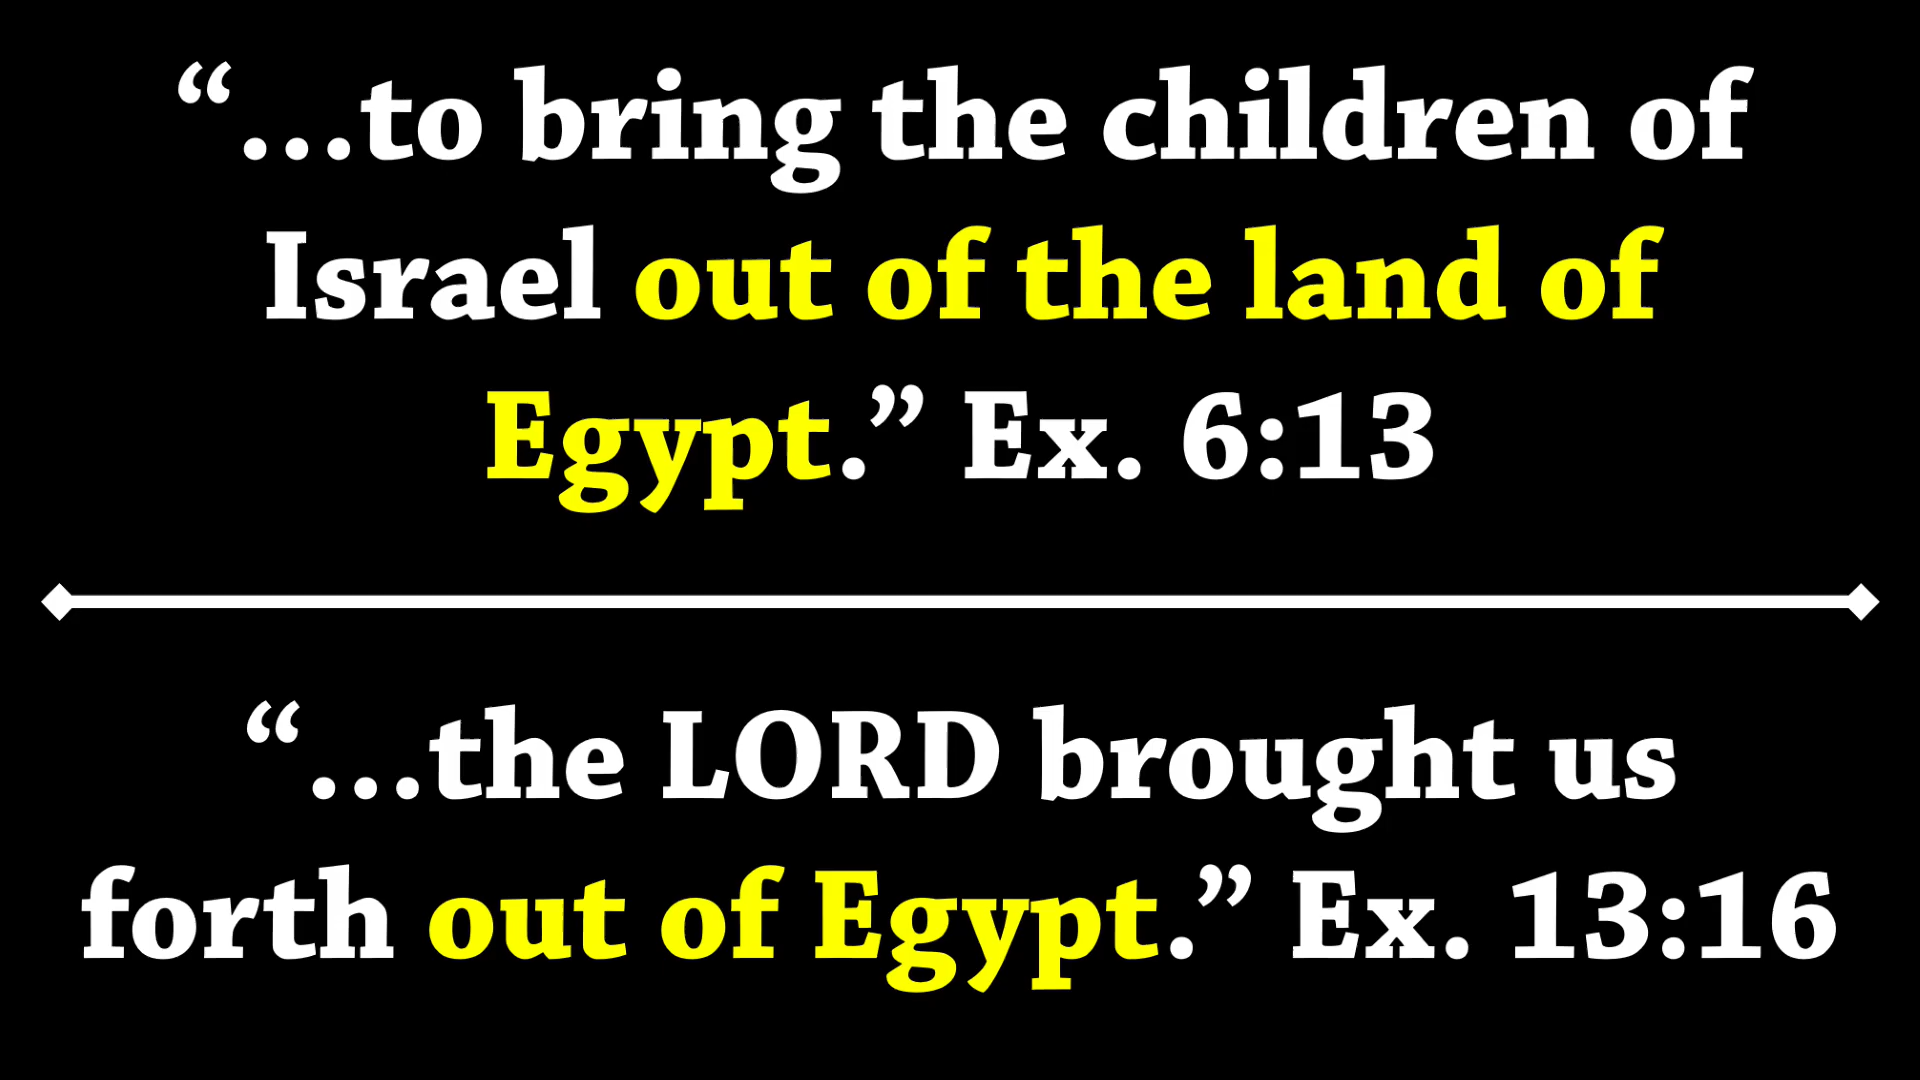 “...to bring the children of
Israel out of the land of
Egypt.” Ex. 6:13
“...the LORD brought us
forth out of Egypt.” Ex. 13:16